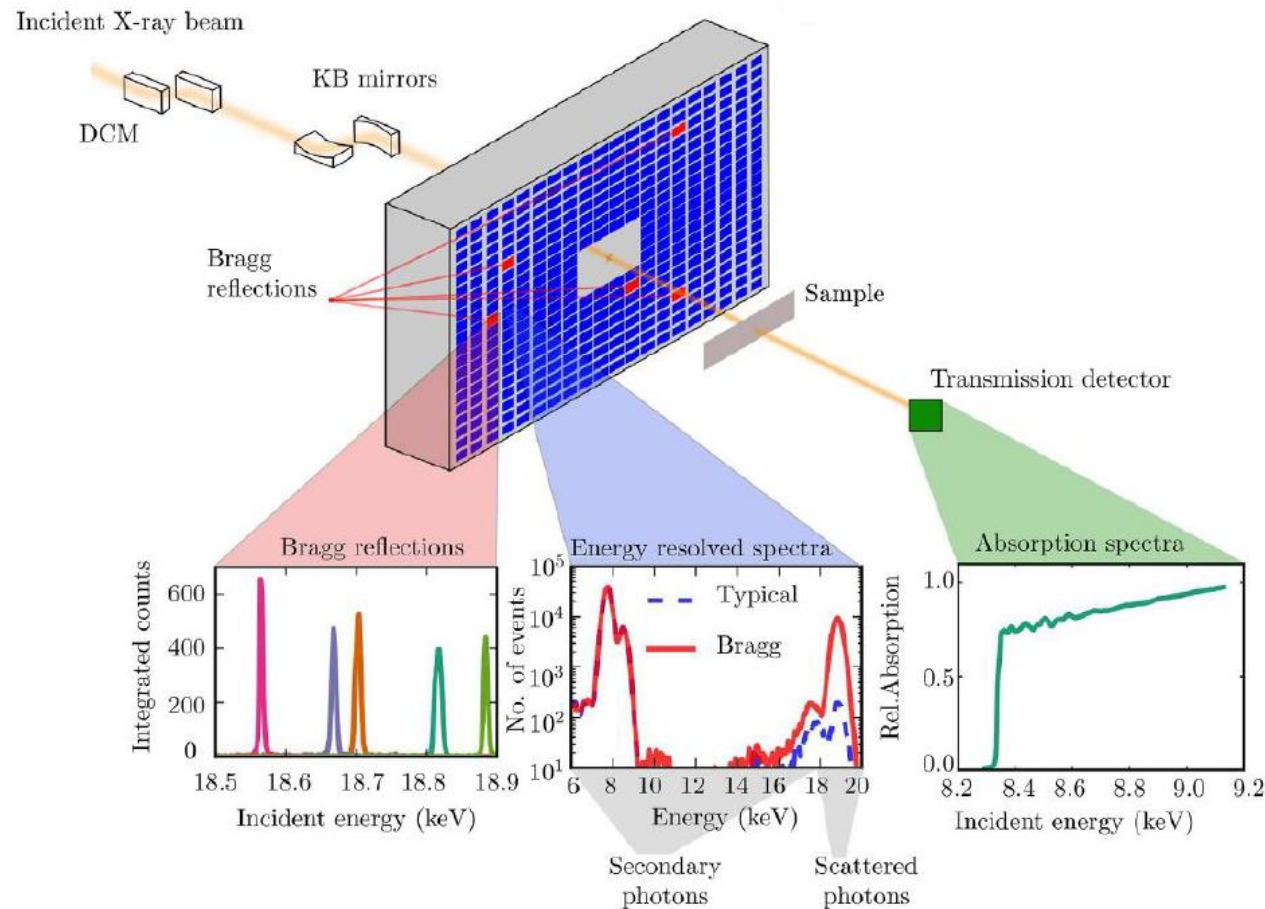 Incident X-ray beam
KB mirrors
DCM
Bragg
reflections
Sample
Transmission detector
Bragg reflections
Integrated counts
600
400
200
0
18.5 18.6 18.7 18.8 18.9
Incident energy (keV)
Energy resolved spectra
No. of events
10^5
10^4
10^3
10^2
10^1
Typical
Bragg
6 8 10 12 14 16 18 20
Energy (keV)
Secondary
photons
Scattered
photons
Absorption spectra
Rel.Absorption
1.0
0.5
0.0
8.2 8.4 8.6 8.8 9.0 9.2
Incident energy (keV)